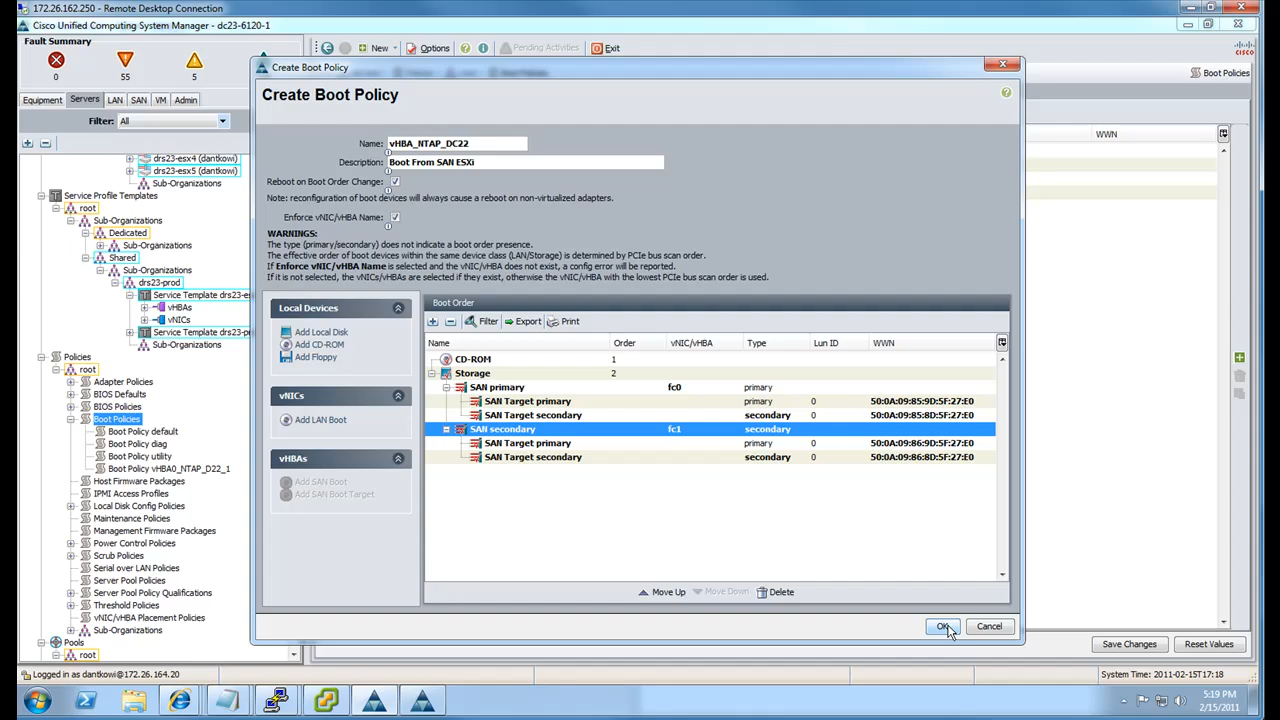 172.26.162.250 - Remote Desktop Connection
Cisco Unified Computing System Manager - dc23-6120-1
Fault Summary
0 55 5
New Options Pending Activities Exit
cisco
Equipment Servers LAN SAN VM Admin
Filter: All
Boot Policies
WWN
drs23-esx4 (dantkowi)
drs23-esx5 (dantkowi)
Sub-Organizations
Service Profile Templates
root
Sub-Organizations
Dedicated
Sub-Organizations
Shared
Sub-Organizations
drs23-prod
Service Template drs23-es
vHBAs
vNICs
Service Template drs23-pr
Sub-Organizations
Policies
root
Adapter Policies
BIOS Defaults
BIOS Policies
Boot Policies
Boot Policy default
Boot Policy diag
Boot Policy utility
Boot Policy vHBA0_NTAP_D22_1
Host Firmware Packages
IPMI Access Profiles
Local Disk Config Policies
Maintenance Policies
Management Firmware Packages
Power Control Policies
Scrub Policies
Serial over LAN Policies
Server Pool Policies
Server Pool Policy Qualifications
Threshold Policies
vNIC/vHBA Placement Policies
Sub-Organizations
Pools
root
Create Boot Policy
Create Boot Policy
Name: vHBA_NTAP_DC22
Description: Boot From SAN ESXi
Reboot on Boot Order Change:
Note: reconfiguration of boot devices will always cause a reboot on non-virtualized adapters.
Enforce vNIC/vHBA Name:
WARNINGS:
The type (primary/secondary) does not indicate a boot order presence.
The effective order of boot devices within the same device class (LAN/Storage) is determined by PCIe bus scan order.
If Enforce vNIC/vHBA Name is selected and the vNIC/vHBA does not exist, a config error will be reported.
If it is not selected, the vNICs/vHBAs are selected if they exist, otherwise the vNIC/vHBA with the lowest PCIe bus scan order is used.
Local Devices
Add Local Disk
Add CD-ROM
Add Floppy
vNICs
Add LAN Boot
vHBAs
Add SAN Boot
Add SAN Boot Target
Boot Order
Filter Export Print
Name Order vNIC/vHBA Type Lun ID WWN
CD-ROM 1
Storage 2
SAN primary fc0 primary
SAN Target primary primary 0 50:0A:09:85:9D:5F:27:E0
SAN Target secondary secondary 0 50:0A:09:85:8D:5F:27:E0
SAN secondary fc1 secondary
SAN Target primary primary 0 50:0A:09:86:9D:5F:27:E0
SAN Target secondary secondary 0 50:0A:09:86:8D:5F:27:E0
Move Up Move Down Delete
OK Cancel
Save Changes Reset Values
Logged in as dantkowi@172.26.164.20
System Time: 2011-02-15T17:18
5:19 PM
2/15/2011